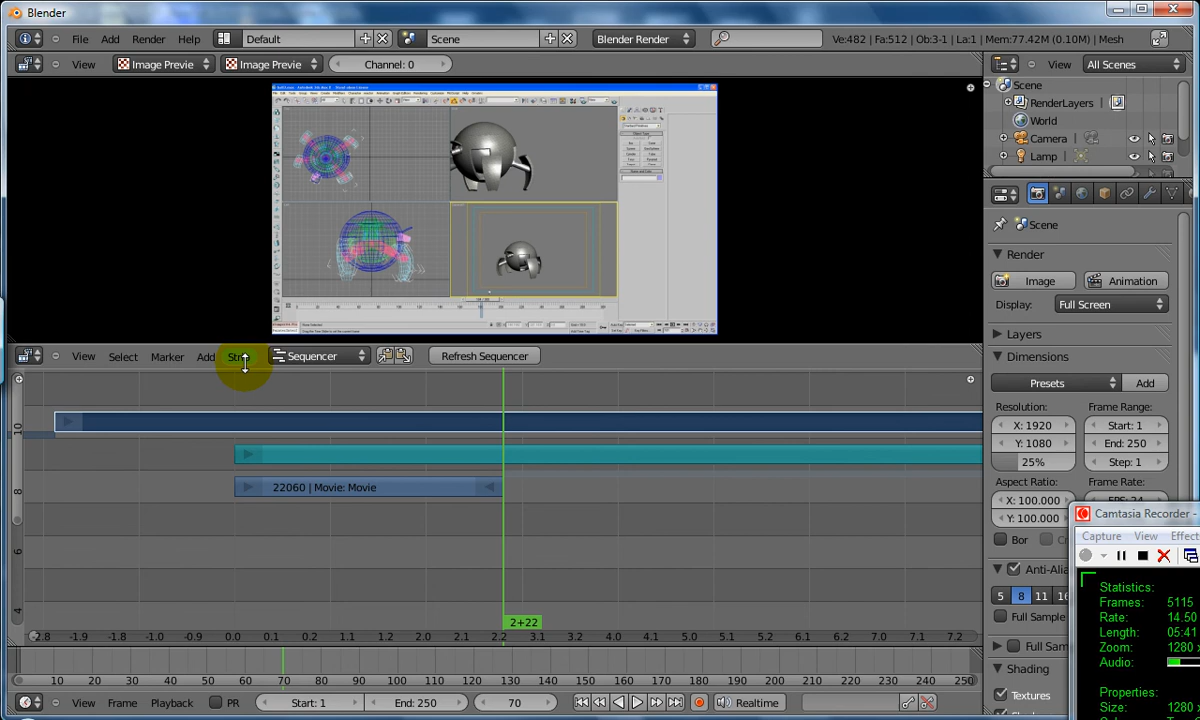 Blender
File Add Render Help Default Scene Blender Render Ve:482 | Fa:512 | Ob:3-1 | La:1 | Mem:77.42M (0.10M) | Mesh
View Image Previe Image Previe Channel: 0 View All Scenes
Scene
RenderLayers
World
Camera
Lamp
Scene
Render
Image Animation
Display: Full Screen
Layers
Dimensions
Presets Add
Resolution: Frame Range:
X: 1920 Start: 1
Y: 1080 End: 250
25% Step: 1
Aspect Ratio: Frame Rate:
X: 100.000
Y: 100.000
Bor
Anti-Alia
5 8 11 16
Full Sample
Full Sam
Shading
Textures
View Select Marker Add Sequencer Refresh Sequencer
10
8
6
4
22060 | Movie: Movie
2+22
-2.8 -1.9 -1.9 -1.0 -0.9 0.0 0.1 0.2 1.1 1.2 2.0 2.1 2.2 3.1 3.2 4.0 4.1 5.0 5.1 5.2 6.0 7.0 7.1 7.2
10 20 30 40 50 60 70 80 90 100 110 120 130 140 150 160 170 180 190 200 210 220 230 240 250
View Frame Playback PR Start: 1 End: 250 70 Realtime
Camtasia Recorder -
Capture View Effect
Statistics:
Frames: 5115
Rate: 14.50
Length: 05:41
Zoom: 1280 x
Audio:
Properties:
Size: 1280